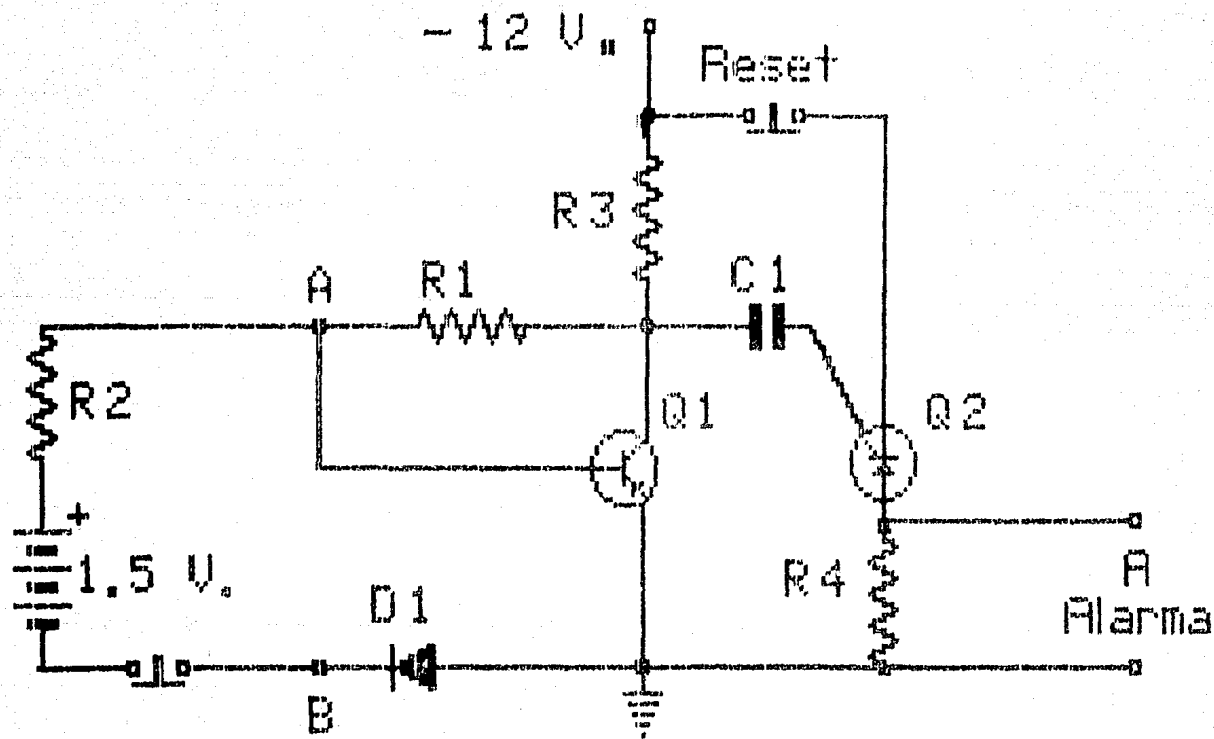 - 12 V.
Reset
R3
A
R1
C1
R2
Q1
Q2
+
1.5 V.
D1
R4
A
Alarma
B